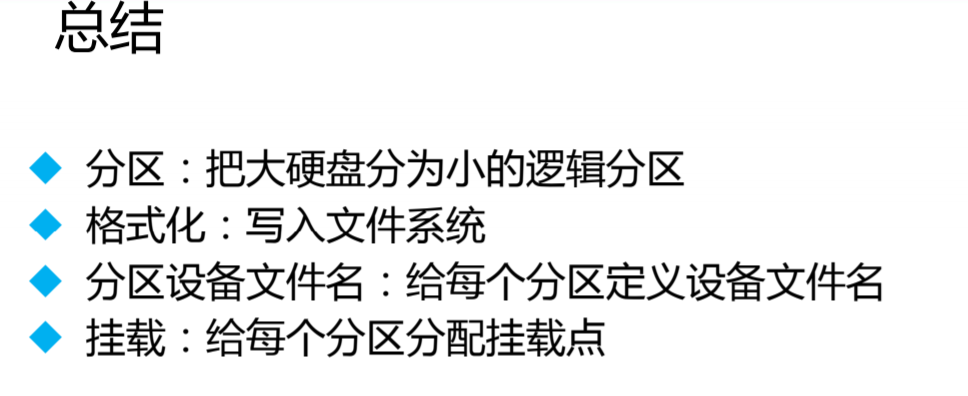 总结
分区：把大硬盘分为小的逻辑分区
格式化：写入文件系统
分区设备文件名：给每个分区定义设备文件名
挂载：给每个分区分配挂载点